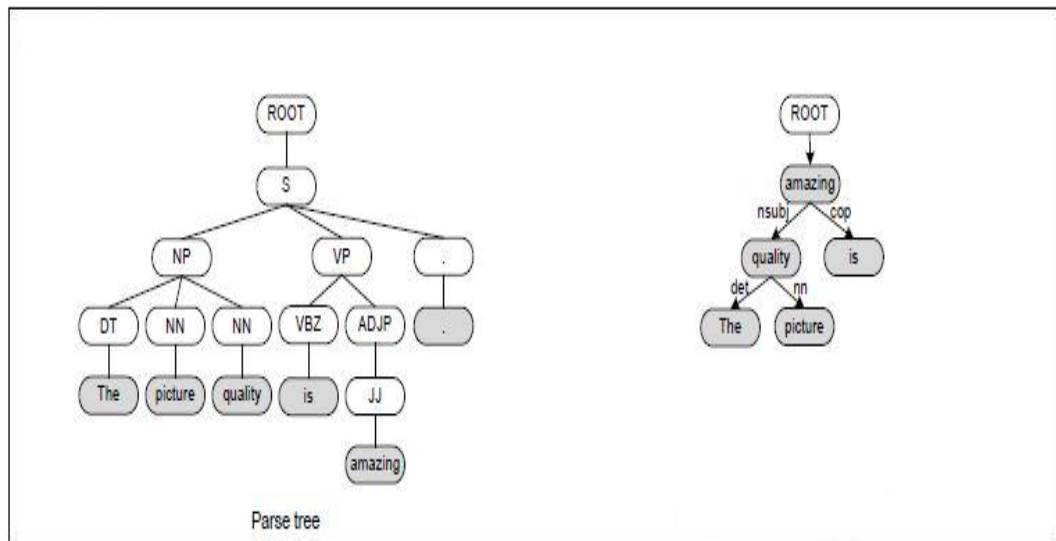 ROOT ROOT
S amazing
nsubj cop
NP VP . quality is
det nn
DT NN NN VBZ ADJP . The picture
The picture quality is JJ
amazing
Parse tree